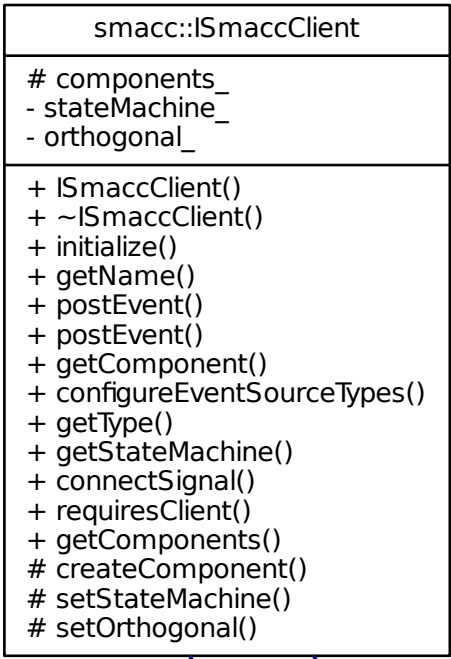 smacc::ISmaccClient
# components_
- stateMachine_
- orthogonal_
+ ISmaccClient()
+ ~ISmaccClient()
+ initialize()
+ getName()
+ postEvent()
+ postEvent()
+ getComponent()
+ configureEventSourceTypes()
+ getType()
+ getStateMachine()
+ connectSignal()
+ requiresClient()
+ getComponents()
# createComponent()
# setStateMachine()
# setOrthogonal()